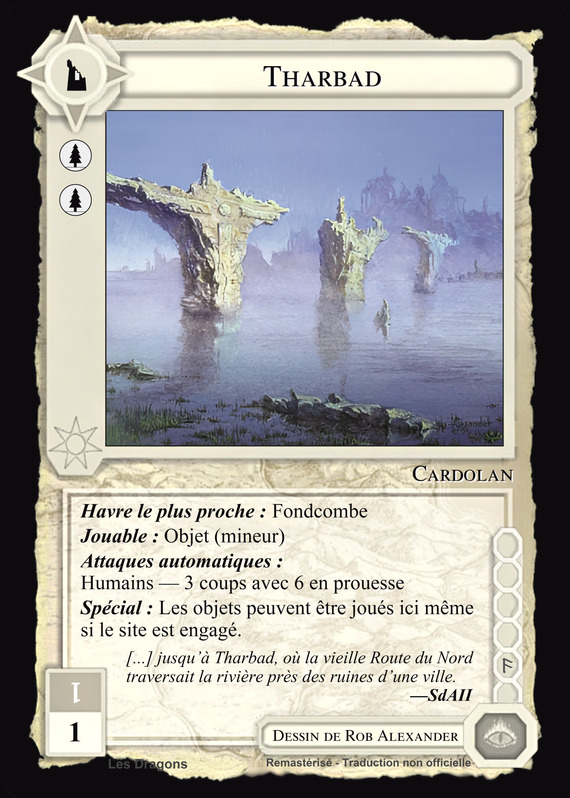 Tharbad
Alexander
Cardolan
Havre le plus proche : Fondcombe
Jouable : Objet (mineur)
Attaques automatiques :
Humains — 3 coups avec 6 en prouesse
Spécial : Les objets peuvent être joués ici même
si le site est engagé.
[...] jusqu'à Tharbad, où la vieille Route du Nord
traversait la rivière près des ruines d'une ville.
—SdAII
1
1
Dessin de Rob Alexander
Les Dragons
Remastérisé - Traduction non officielle